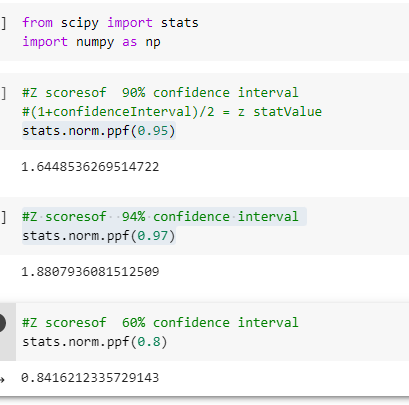 ] from scipy import stats
import numpy as np
] #Z scoresof  90% confidence interval
#(1+confidenceInterval)/2 = z statValue
stats.norm.ppf(0.95)
1.6448536269514722
] #Z scoresof  94% confidence interval
stats.norm.ppf(0.97)
1.8807936081512509
#Z scoresof  60% confidence interval
stats.norm.ppf(0.8)
0.8416212335729143